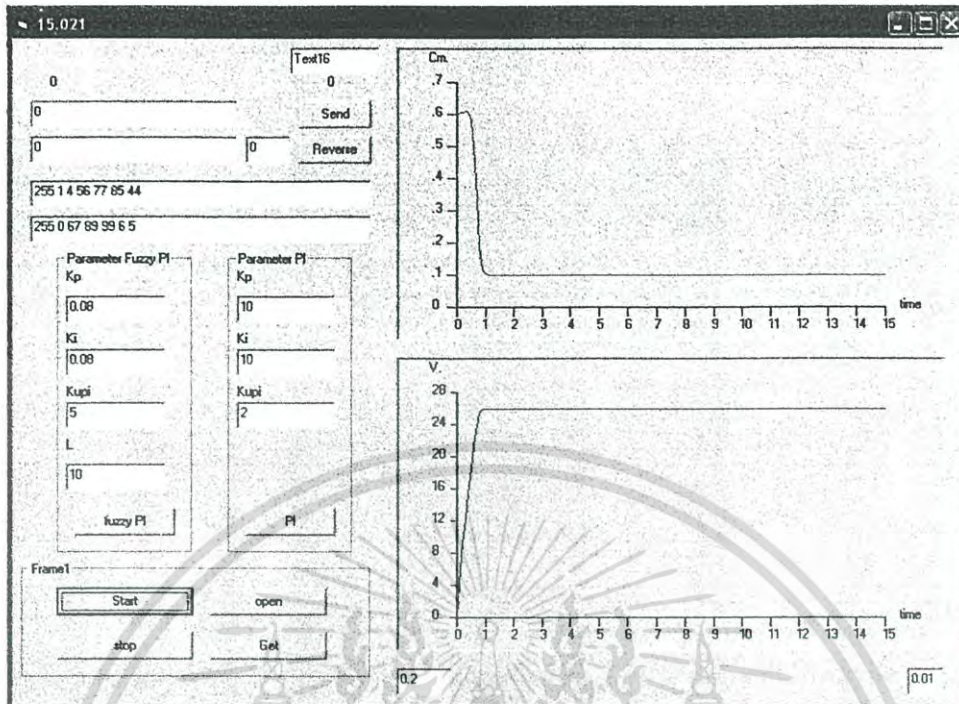 15.021
Text16
0 0
0
Send
0 0
Reverse
255 1 4 56 77 85 44
255 0 67 89 99 6 5
Parameter Fuzzy PI
Kp
0.08
Ki
0.08
Kupi
5
L
10
fuzzy PI
Parameter PI
Kp
10
Ki
10
Kupi
2
PI
Frame1
Start open
stop Get
Cm.
.7
.6
.5
.4
.3
.2
.1
0
0 1 2 3 4 5 6 7 8 9 10 11 12 13 14 15
time
V.
28
26
20
16
12
8
4
0
0 1 2 3 4 5 6 7 8 9 10 11 12 13 14 15
time
0.2 0.01